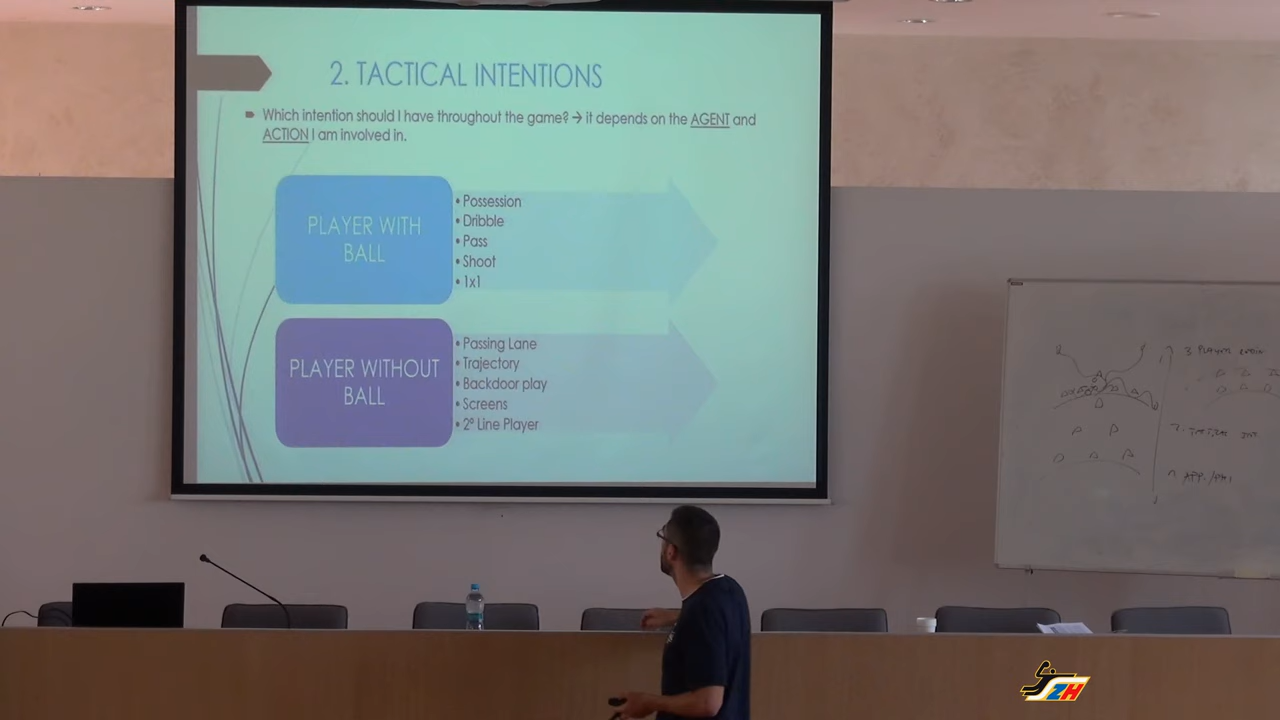 2. TACTICAL INTENTIONS
Which intention should I have throughout the game? → it depends on the AGENT and
ACTION I am involved in.
PLAYER WITH
BALL
• Possession
• Dribble
• Pass
• Shoot
• 1x1
PLAYER WITHOUT
BALL
• Passing Lane
• Trajectory
• Backdoor play
• Screens
• 2º Line Player
ZH